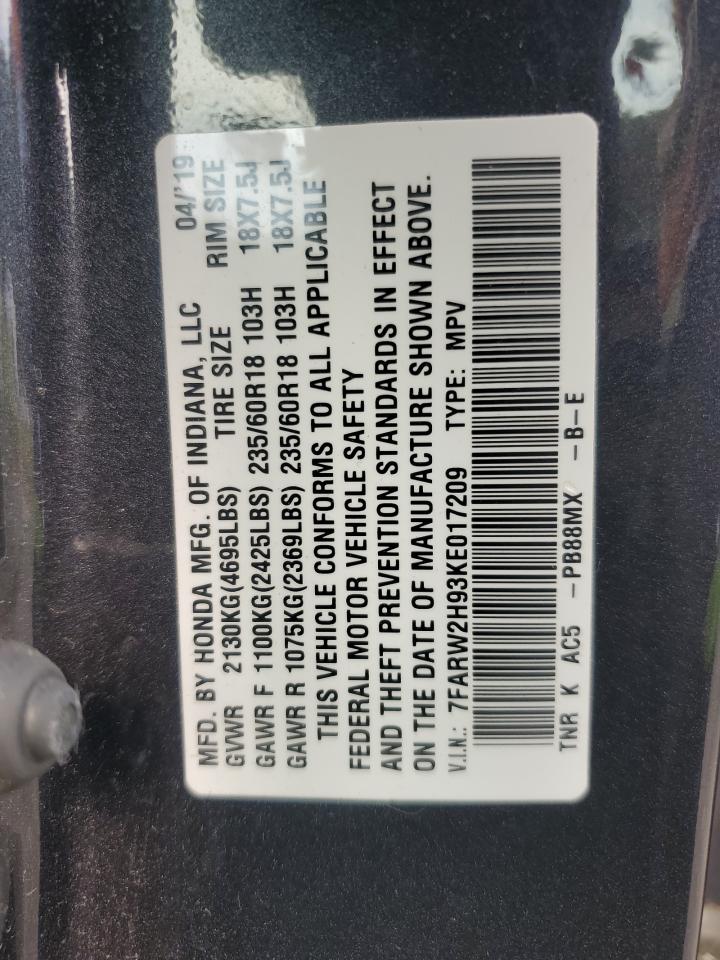 MFD. BY HONDA MFG. OF INDIANA, LLC 04/'19
GVWR 2130KG(4695LBS) TIRE SIZE RIM SIZE
GAWR F 1100KG(2425LBS) 235/60R18 103H 18X7.5J
GAWR R 1075KG(2369LBS) 235/60R18 103H 18X7.5J
THIS VEHICLE CONFORMS TO ALL APPLICABLE
FEDERAL MOTOR VEHICLE SAFETY
AND THEFT PREVENTION STANDARDS IN EFFECT
ON THE DATE OF MANUFACTURE SHOWN ABOVE.
V.I.N.: 7FARW2H93KE017209 TYPE: MPV
TNR K AC5 -PB88MX -B-E